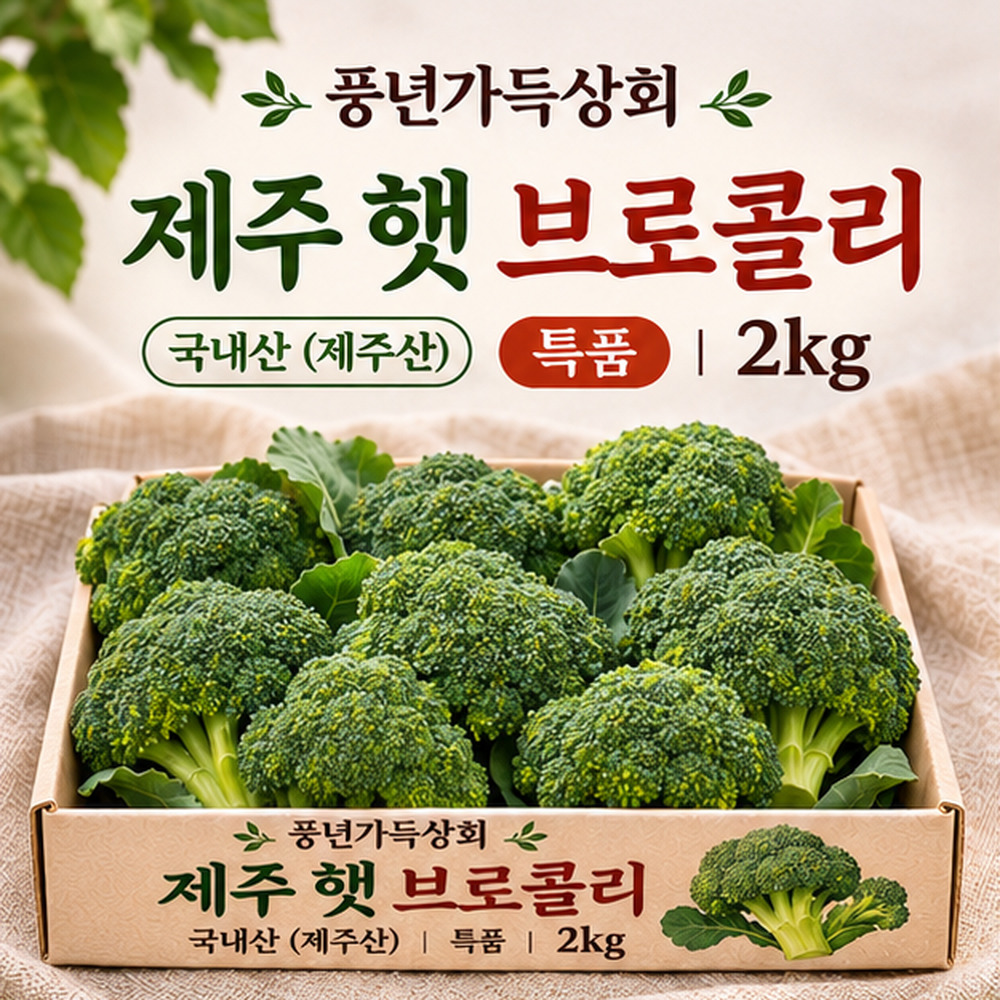 풍년가득상회
제주 햇 브로콜리
국내산 (제주산) 특품 | 2kg
풍년가득상회
제주 햇 브로콜리
국내산 (제주산) | 특품 | 2kg